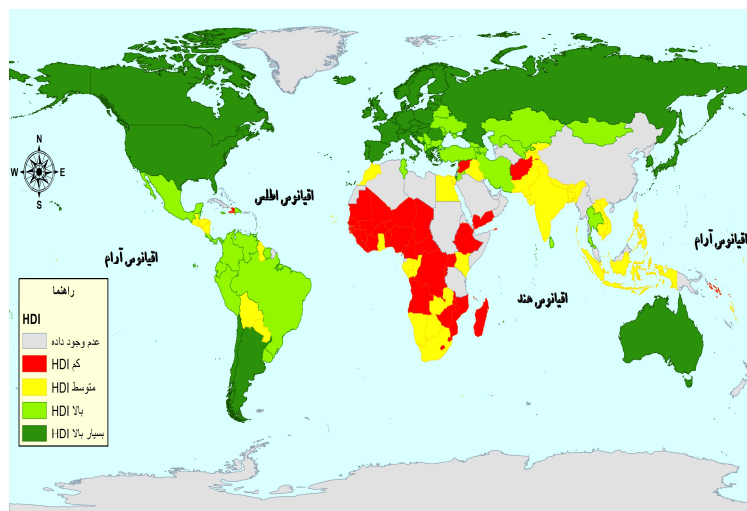 N
W E
S
اقیانوس اطلس
اقیانوس آرام
اقیانوس آرام
اقیانوس هند
راهنما
HDI
عدم وجود داده
کم HDI
متوسط HDI
بالا HDI
بسیار بالا HDI